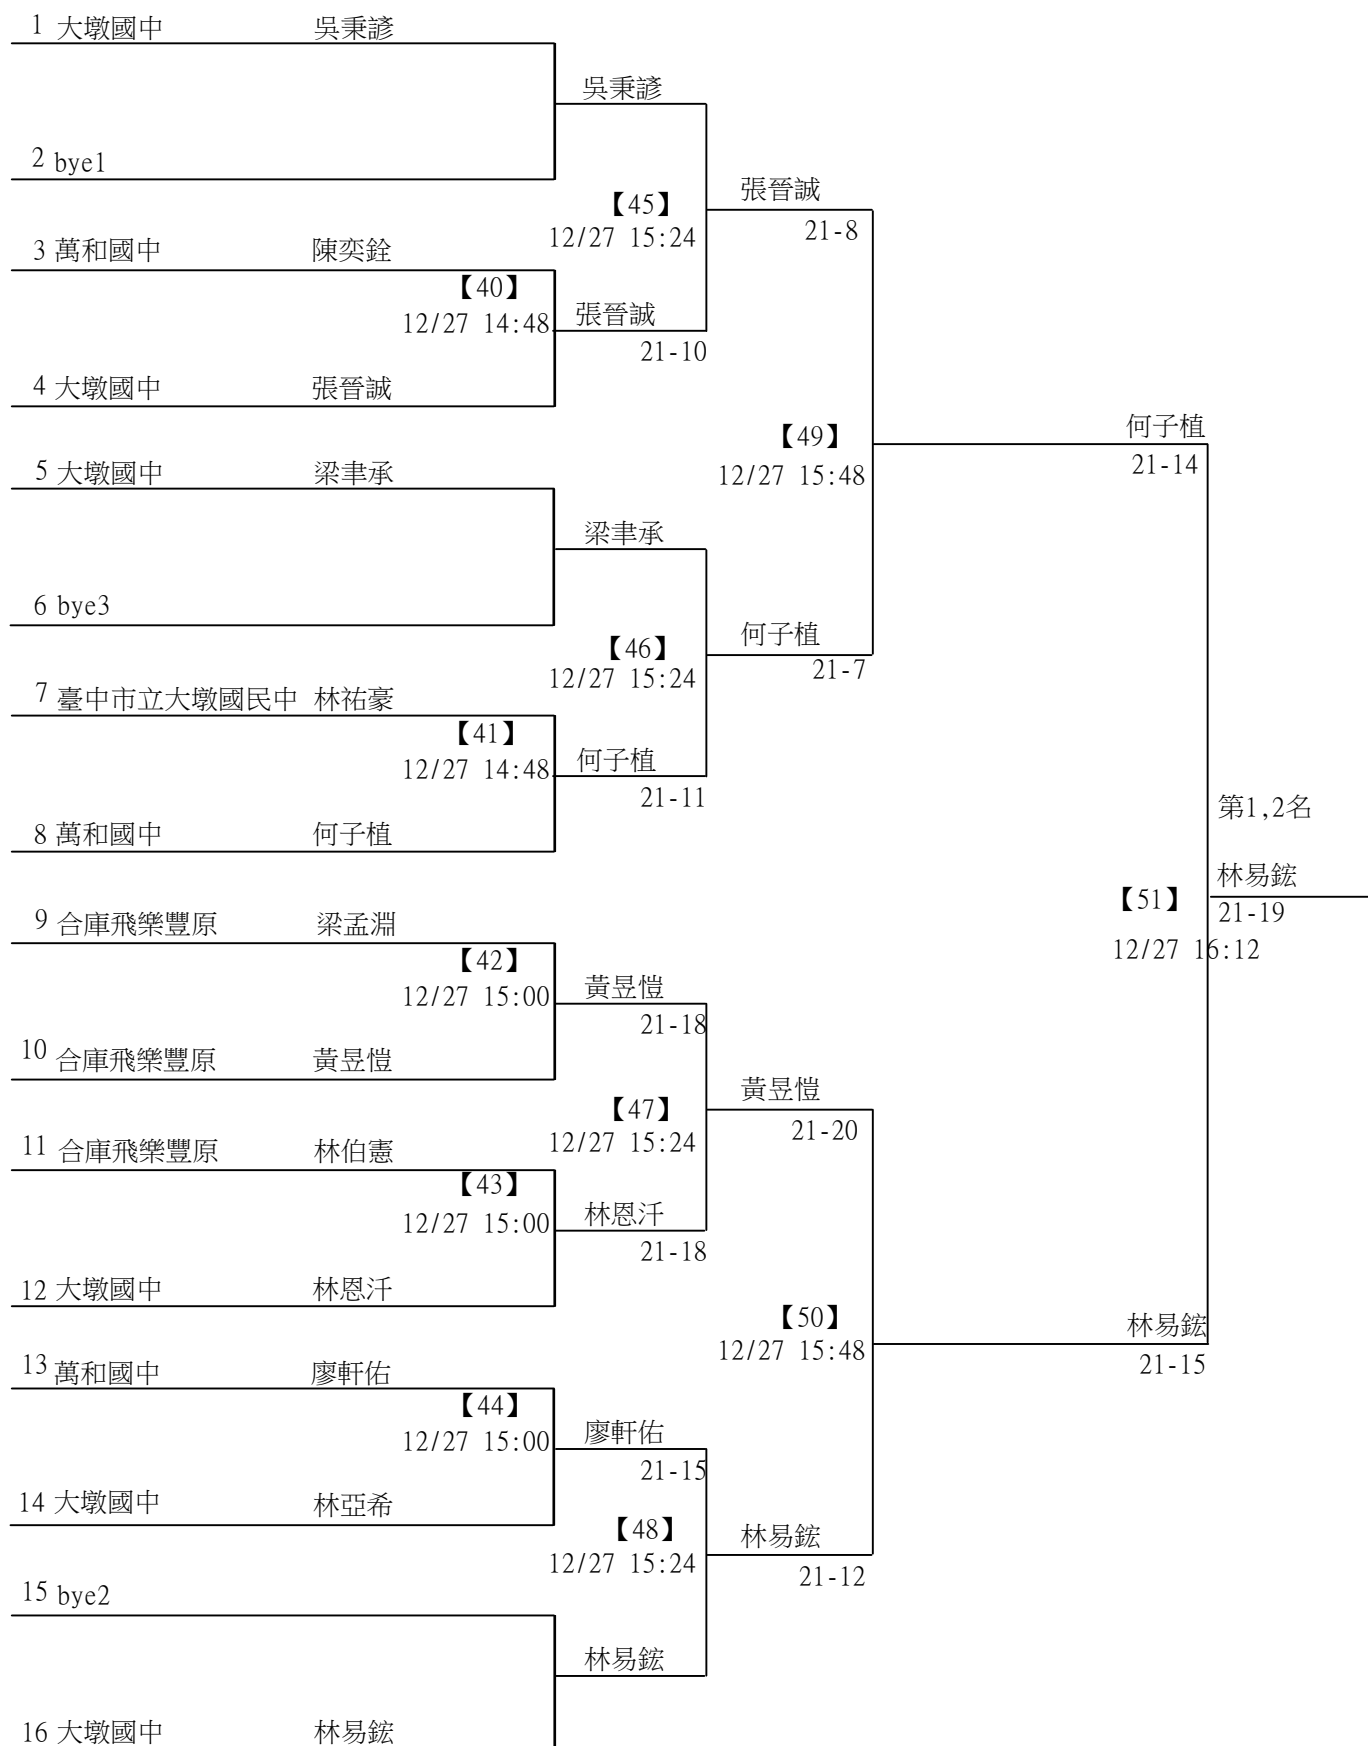 1 大墩國中 吳秉諺
吳秉諺
2 bye1
【45】
12/27 15:24
張晉誠
21-8
3 萬和國中 陳奕銓
【40】
12/27 14:48
張晉誠
21-10
4 大墩國中 張晉誠
【49】
12/27 15:48
何子植
21-14
5 大墩國中 梁聿承
梁聿承
6 bye3
【46】
12/27 15:24
何子植
21-7
7 臺中市立大墩國民中 林祐豪
【41】
12/27 14:48
何子植
21-11
8 萬和國中 何子植
第1,2名
【51】
12/27 16:12
林易鋐
21-19
9 合庫飛樂豐原 梁孟淵
【42】
12/27 15:00
黃昱愷
21-18
10 合庫飛樂豐原 黃昱愷
【47】
12/27 15:24
黃昱愷
21-20
11 合庫飛樂豐原 林伯憲
【43】
12/27 15:00
林恩汘
21-18
12 大墩國中 林恩汘
【50】
12/27 15:48
林易鋐
21-15
13 萬和國中 廖軒佑
【44】
12/27 15:00
廖軒佑
21-15
14 大墩國中 林亞希
【48】
12/27 15:24
林易鋐
21-12
15 bye2
林易鋐
16 大墩國中 林易鋐